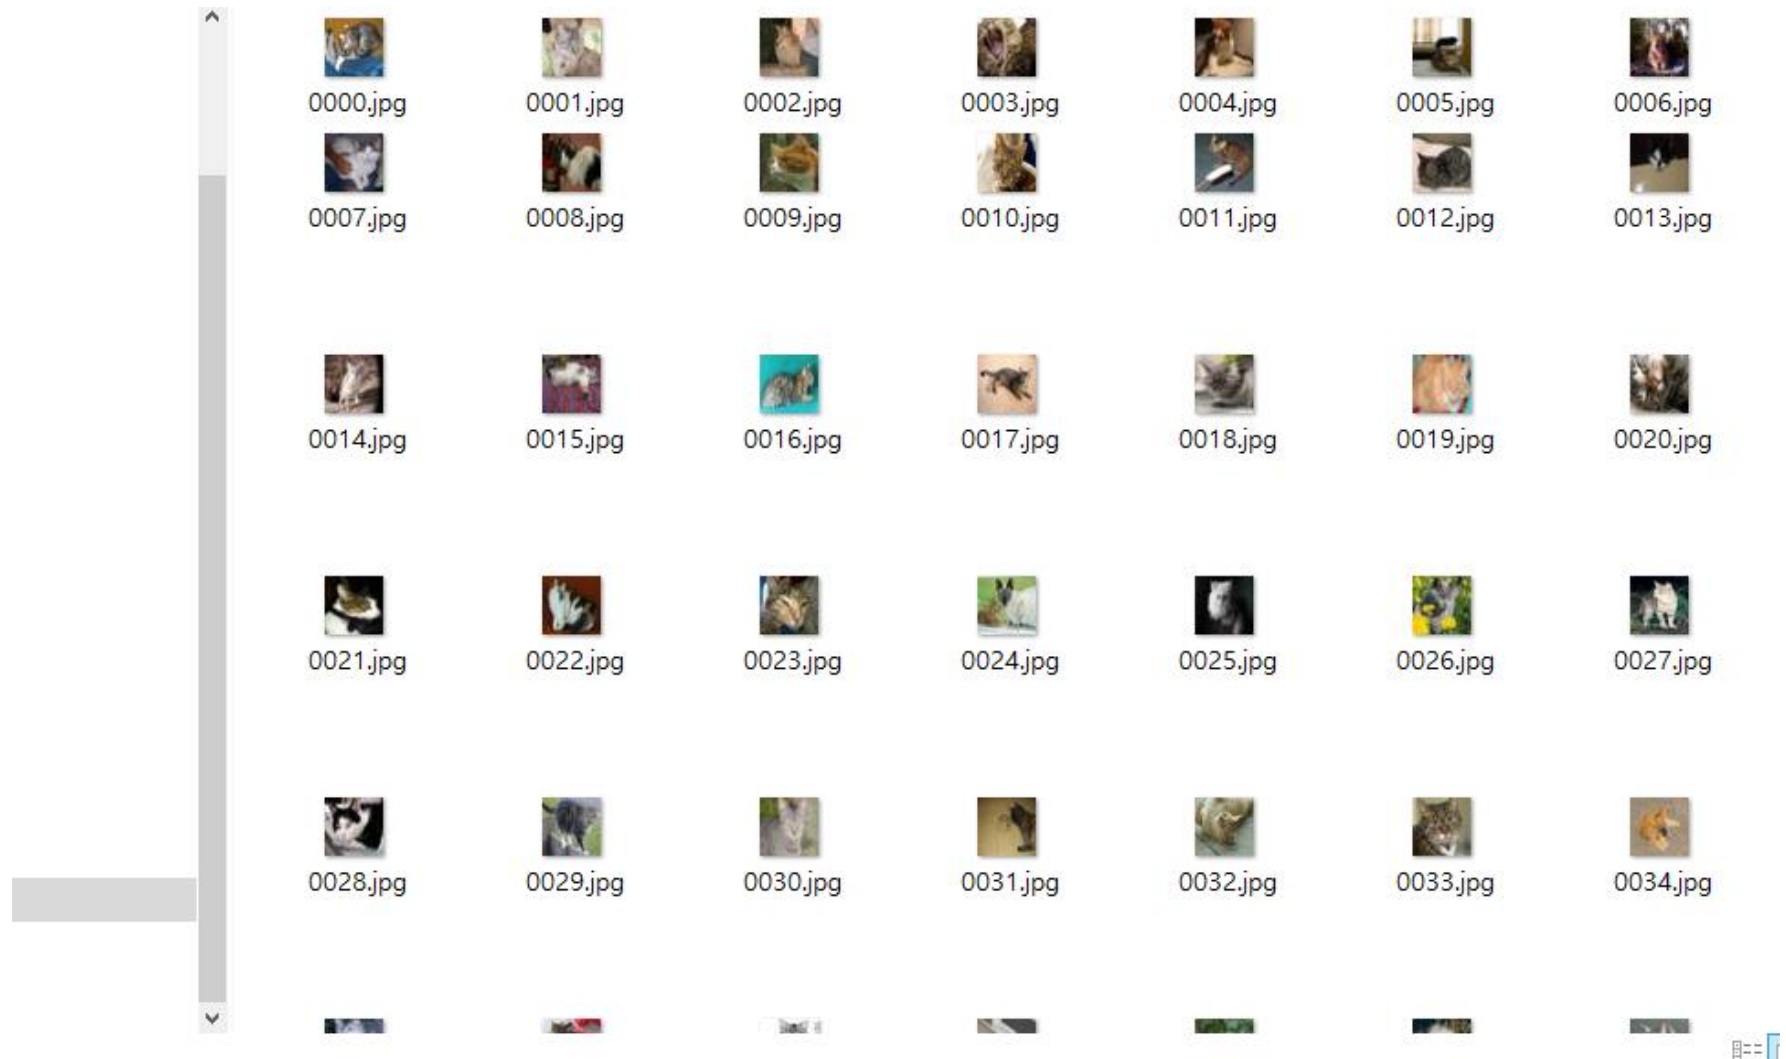 0000.jpg 0001.jpg 0002.jpg 0003.jpg 0004.jpg 0005.jpg 0006.jpg
0007.jpg 0008.jpg 0009.jpg 0010.jpg 0011.jpg 0012.jpg 0013.jpg
0014.jpg 0015.jpg 0016.jpg 0017.jpg 0018.jpg 0019.jpg 0020.jpg
0021.jpg 0022.jpg 0023.jpg 0024.jpg 0025.jpg 0026.jpg 0027.jpg
0028.jpg 0029.jpg 0030.jpg 0031.jpg 0032.jpg 0033.jpg 0034.jpg